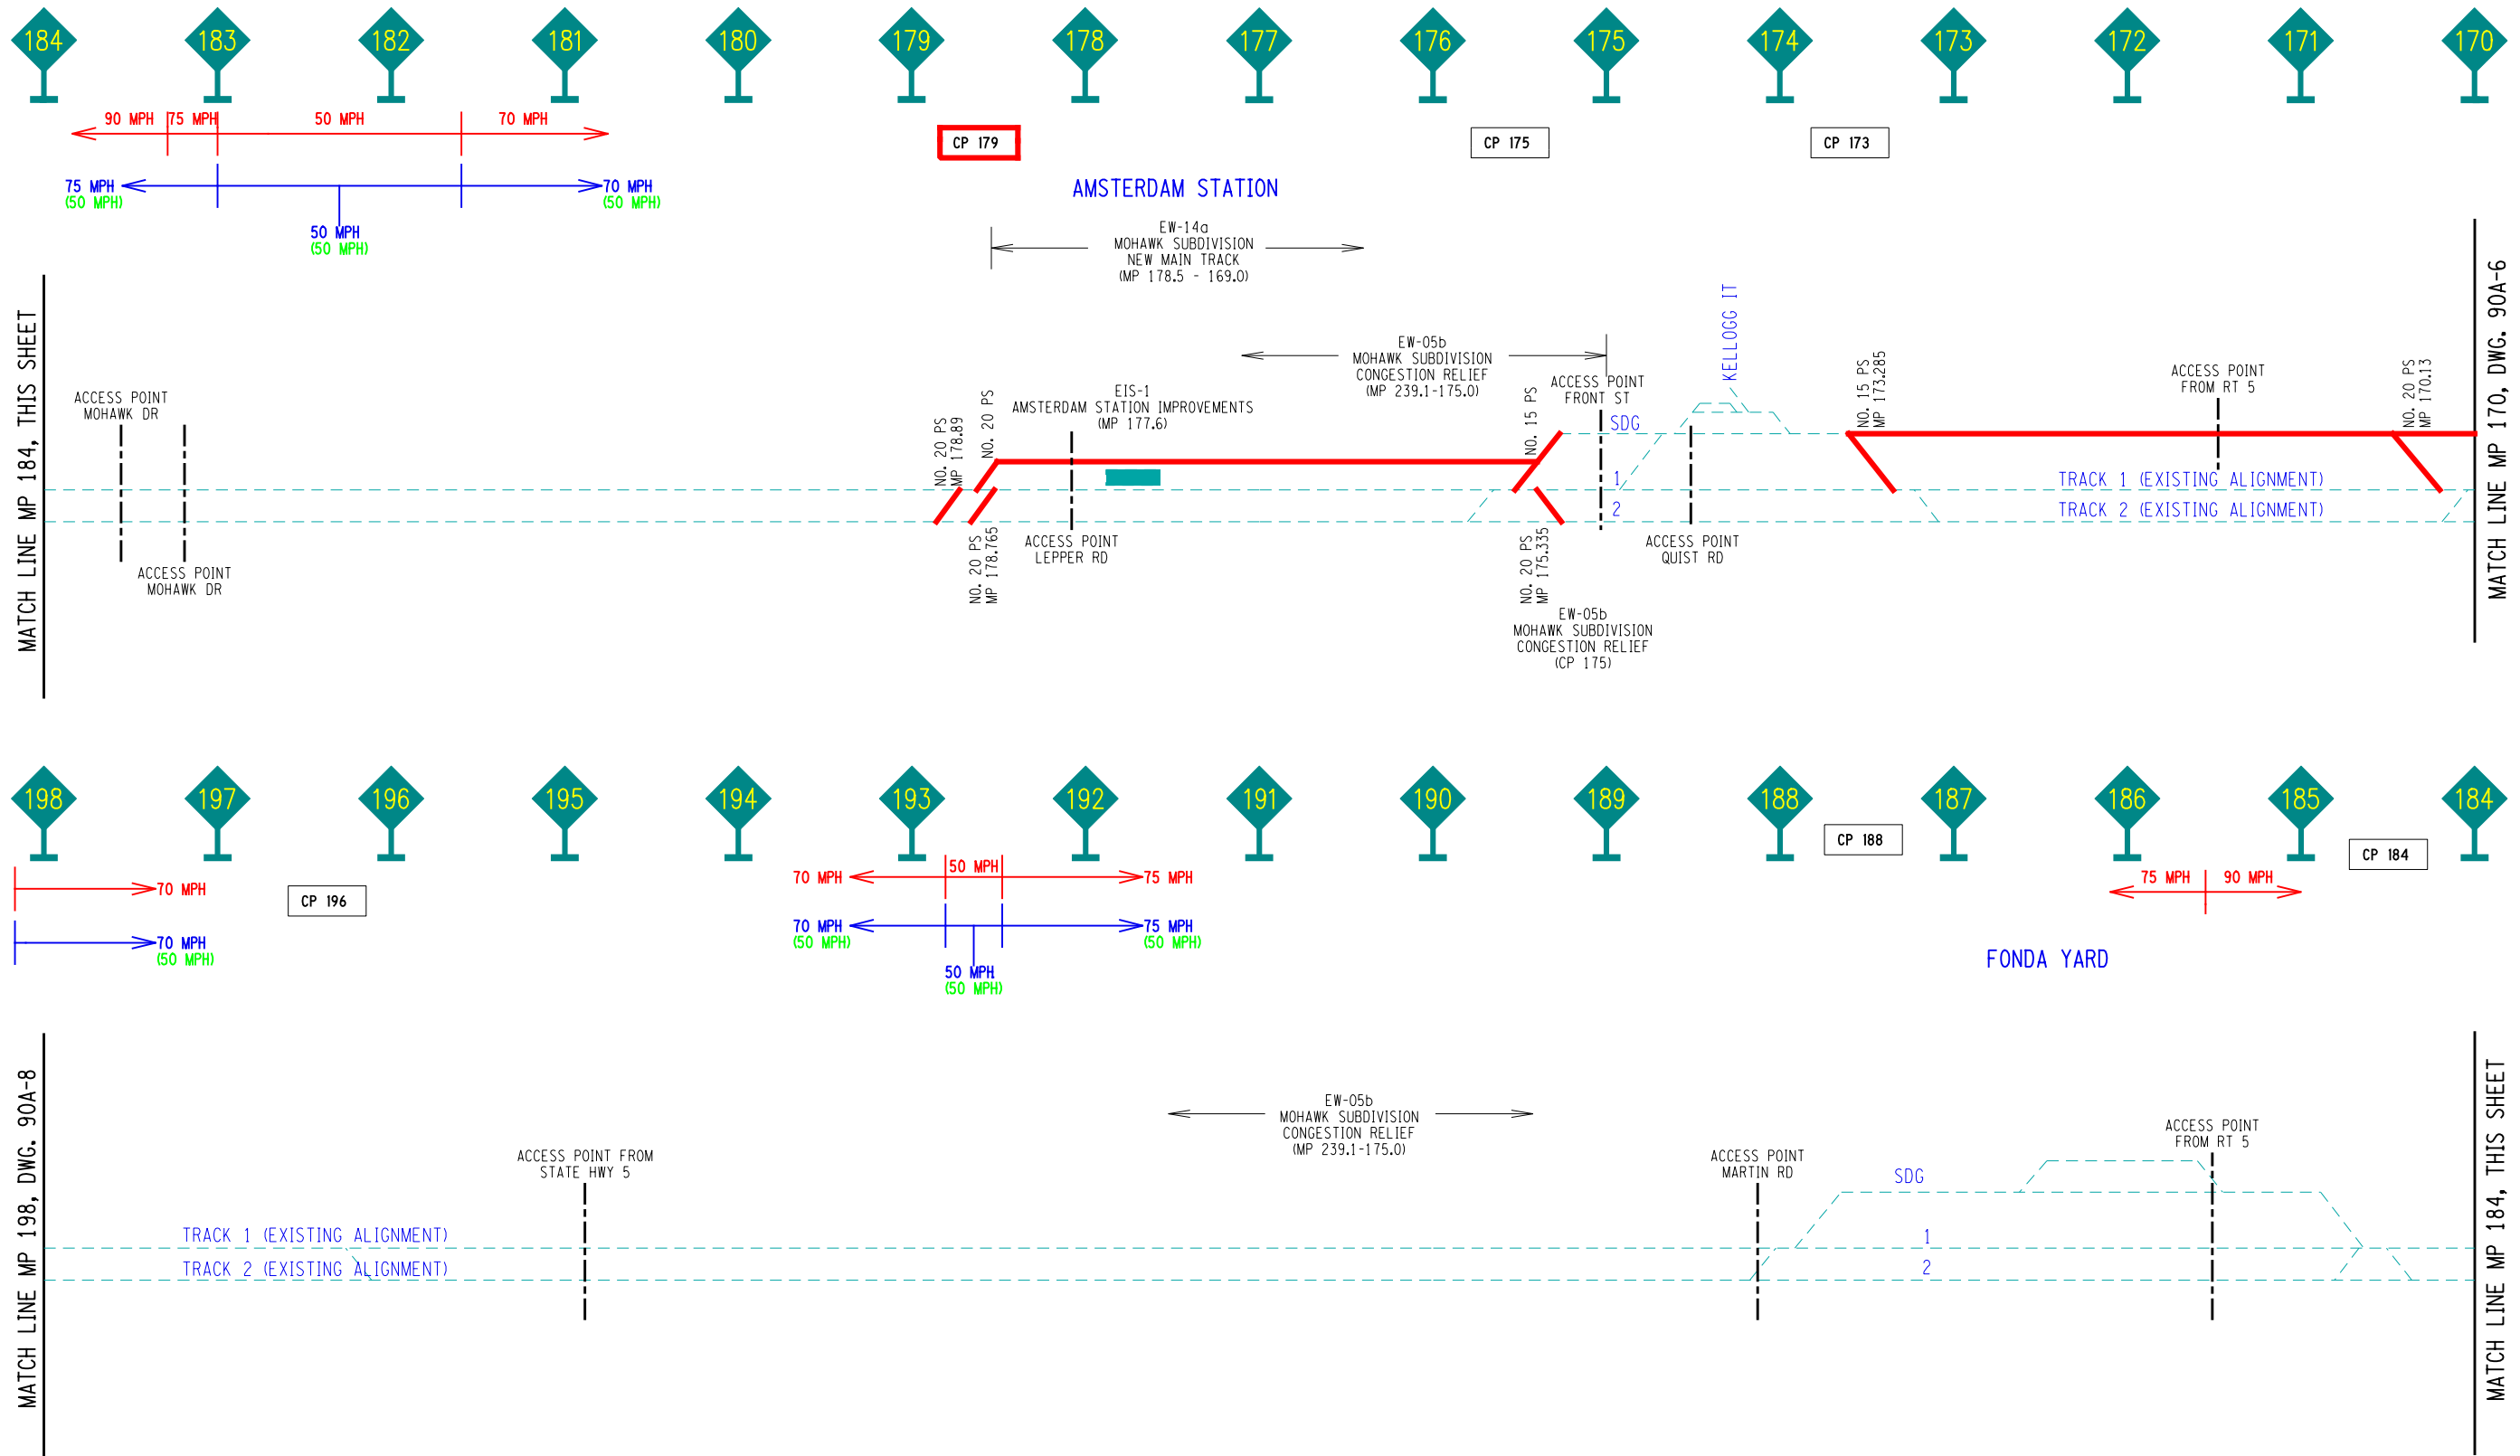 184 183 182 181 180 179 178 177 176 175 174 173 172 171 170
90 MPH 75 MPH 50 MPH 70 MPH
CP 179
CP 175
CP 173
75 MPH
(50 MPH)
50 MPH
(50 MPH)
70 MPH
(50 MPH)
AMSTERDAM STATION
EW-14a
MOHAWK SUBDIVISION
NEW MAIN TRACK
(MP 178.5 - 169.0)
MATCH LINE MP 184, THIS SHEET
ACCESS POINT
MOHAWK DR
ACCESS POINT
MOHAWK DR
NO. 20 PS
MP 178.89
NO. 20 PS
NO. 20 PS
MP 178.765
EIS-1
AMSTERDAM STATION IMPROVEMENTS
(MP 177.6)
ACCESS POINT
LEPPER RD
EW-05b
MOHAWK SUBDIVISION
CONGESTION RELIEF
(MP 239.1-175.0)
NO. 15 PS
NO. 20 PS
MP 175.335
EW-05b
MOHAWK SUBDIVISION
CONGESTION RELIEF
(CP 175)
ACCESS POINT
FRONT ST
SDG
1
2
KELLOGG IT
ACCESS POINT
QUIST RD
NO. 15 PS
MP 173.285
TRACK 1 (EXISTING ALIGNMENT)
TRACK 2 (EXISTING ALIGNMENT)
ACCESS POINT
FROM RT 5
NO. 20 PS
MP 170.13
MATCH LINE MP 170, DWG. 90A-6
198 197 196 195 194 193 192 191 190 189 188 187 186 185 184
70 MPH
CP 196
70 MPH
(50 MPH)
70 MPH 50 MPH 75 MPH
70 MPH
(50 MPH)
50 MPH
(50 MPH)
75 MPH
(50 MPH)
CP 188
CP 184
75 MPH 90 MPH
FONDA YARD
MATCH LINE MP 198, DWG. 90A-8
TRACK 1 (EXISTING ALIGNMENT)
TRACK 2 (EXISTING ALIGNMENT)
ACCESS POINT FROM
STATE HWY 5
EW-05b
MOHAWK SUBDIVISION
CONGESTION RELIEF
(MP 239.1-175.0)
ACCESS POINT
MARTIN RD
SDG
1
2
ACCESS POINT
FROM RT 5
MATCH LINE MP 184, THIS SHEET